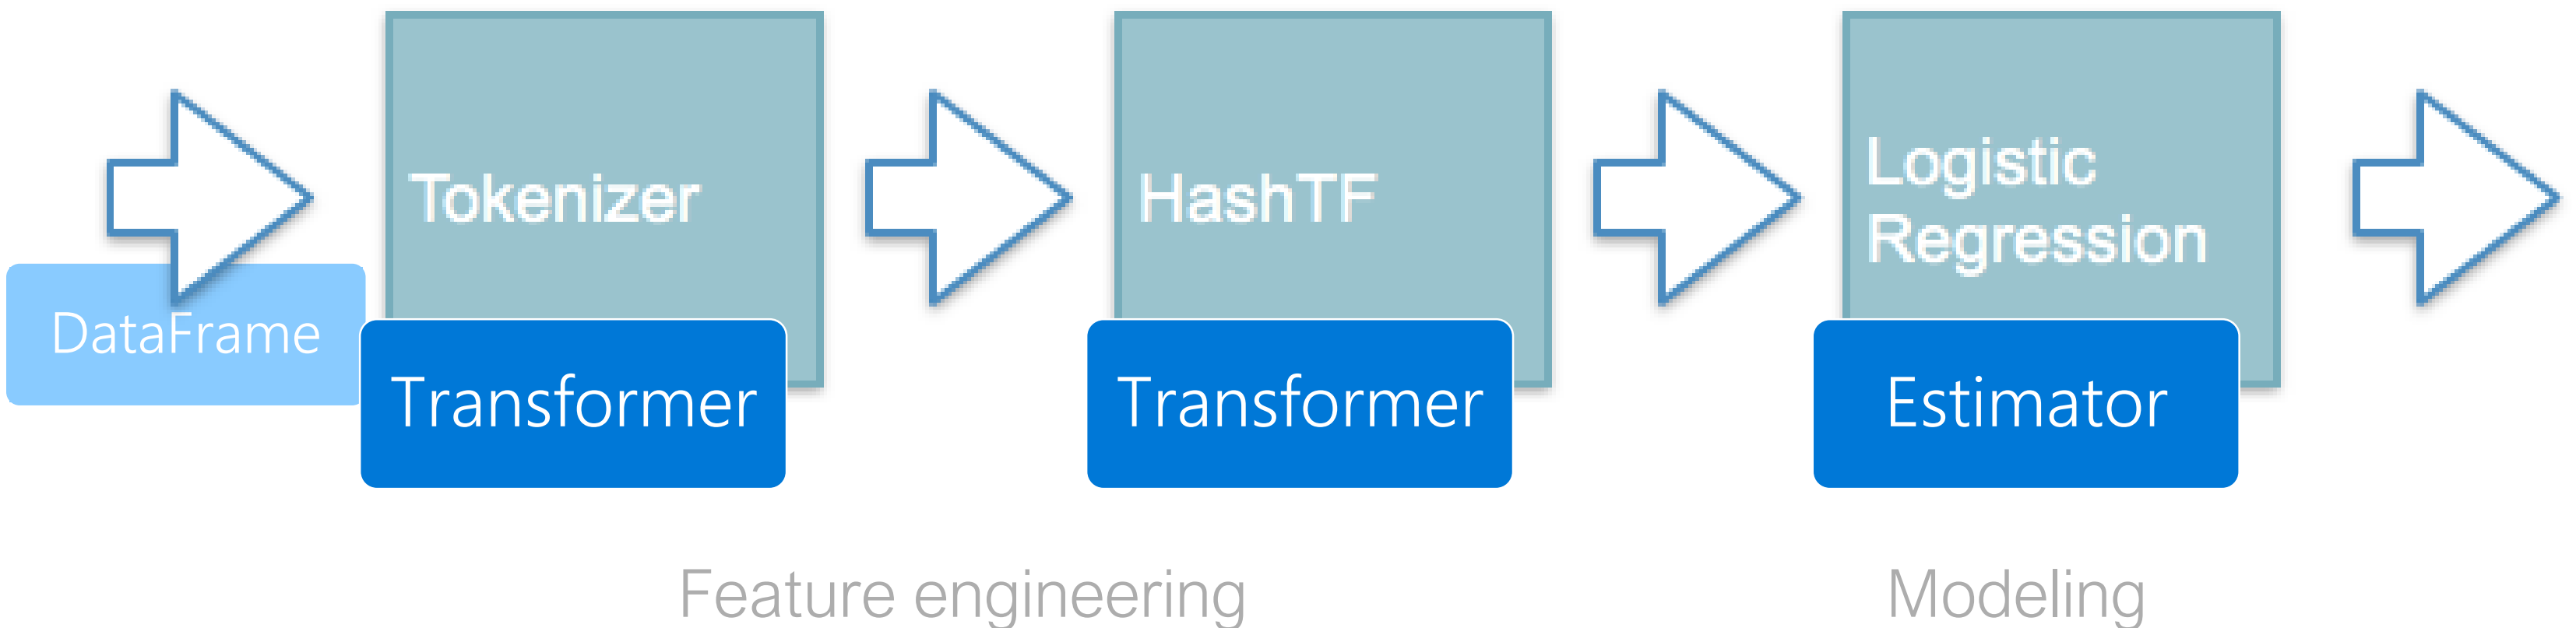 Tokenizer
HashTF
Logistic
Regression
DataFrame
Transformer
Transformer
Estimator
Feature engineering
Modeling